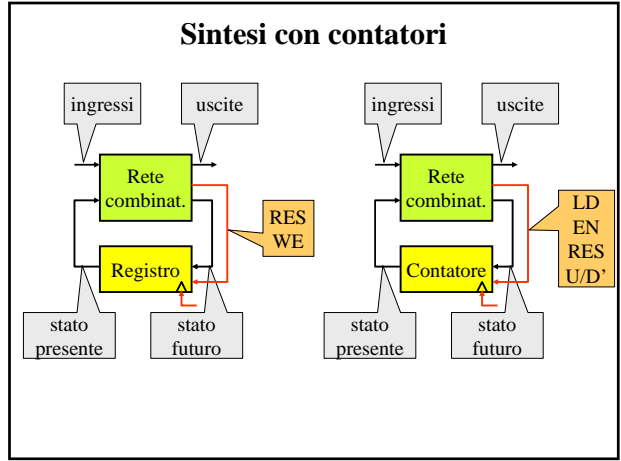 Sintesi con contatori
ingressi
uscite
Rete
combinat.
RES
WE
Registro
stato
presente
stato
futuro
ingressi
uscite
Rete
combinat.
LD
EN
RES
U/D’
Contatore
stato
presente
stato
futuro